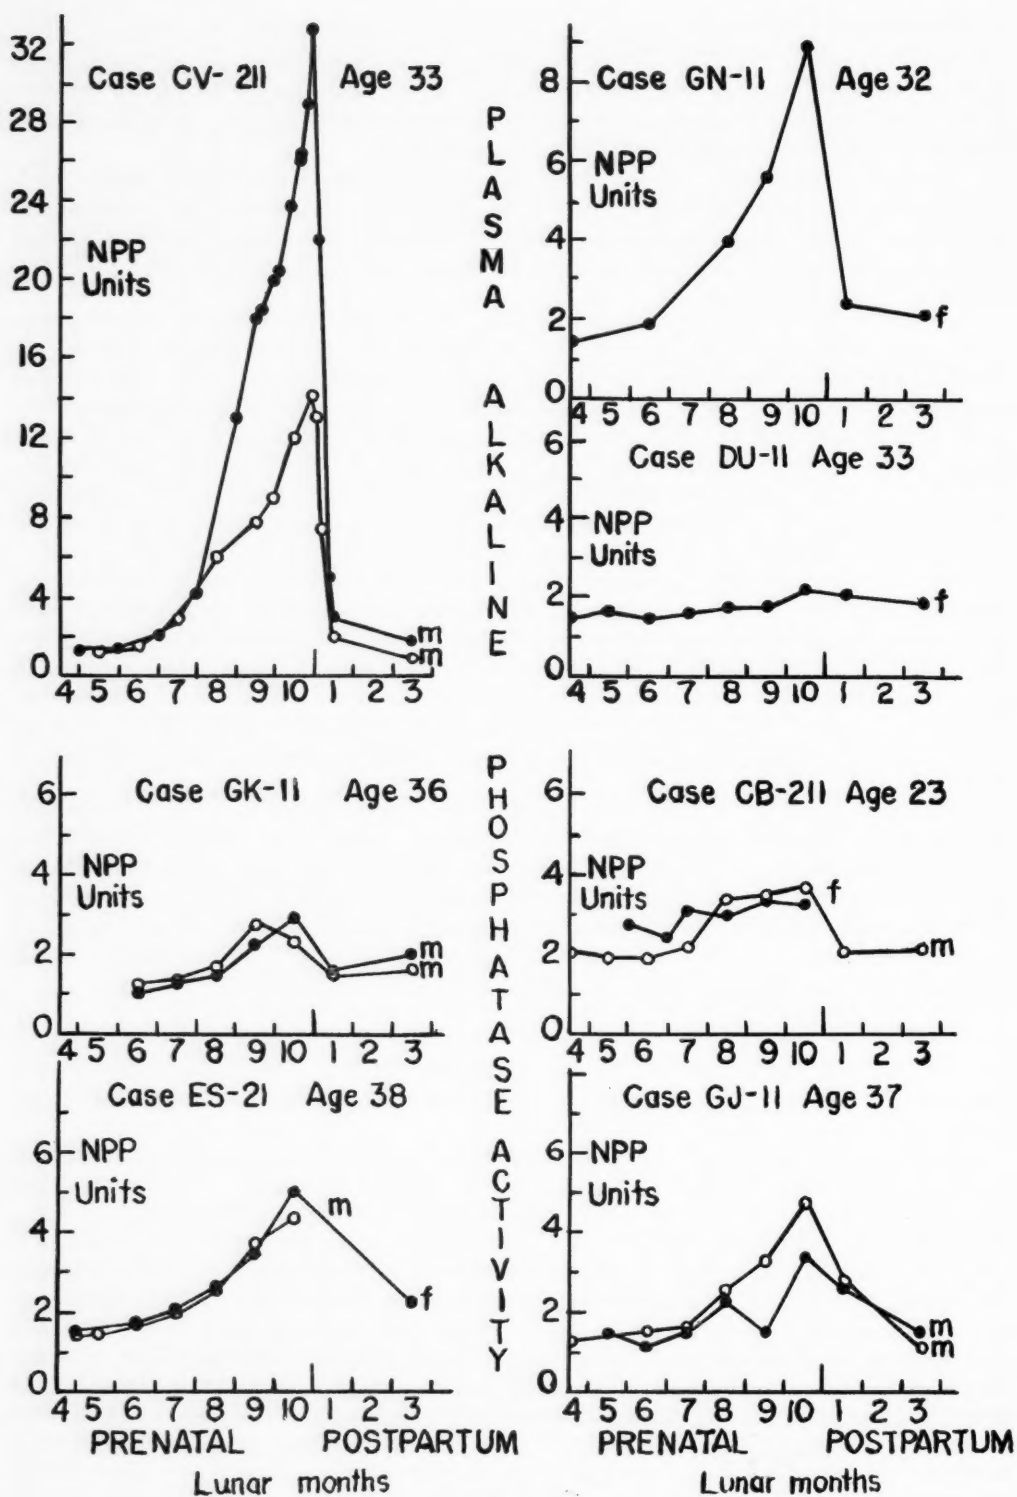 Case CV-211 Age 33
32
28
24
20
16
12
8
4
0
NPP
Units
m
m
4 5 6 7 8 9 10 1 2 3
PLASMA ALKALINE
Case GN-11 Age 32
8
6
4
2
0
NPP
Units
f
4 5 6 7 8 9 10 1 2 3
Case DU-11 Age 33
6
4
2
0
NPP
Units
f
4 5 6 7 8 9 10 1 2 3
Case GK-11 Age 36
6
4
2
0
NPP
Units
m
m
4 5 6 7 8 9 10 1 2 3
PHOSPHATASE ACTIVITY
Case CB-211 Age 23
6
4
2
0
NPP
Units
f
m
4 5 6 7 8 9 10 1 2 3
Case ES-21 Age 38
6
4
2
0
NPP
Units
m
f
4 5 6 7 8 9 10 1 2 3
PRENATAL POSTPARTUM
Lunar months
Case GJ-11 Age 37
6
4
2
0
NPP
Units
m
m
4 5 6 7 8 9 10 1 2 3
PRENATAL POSTPARTUM
Lunar months